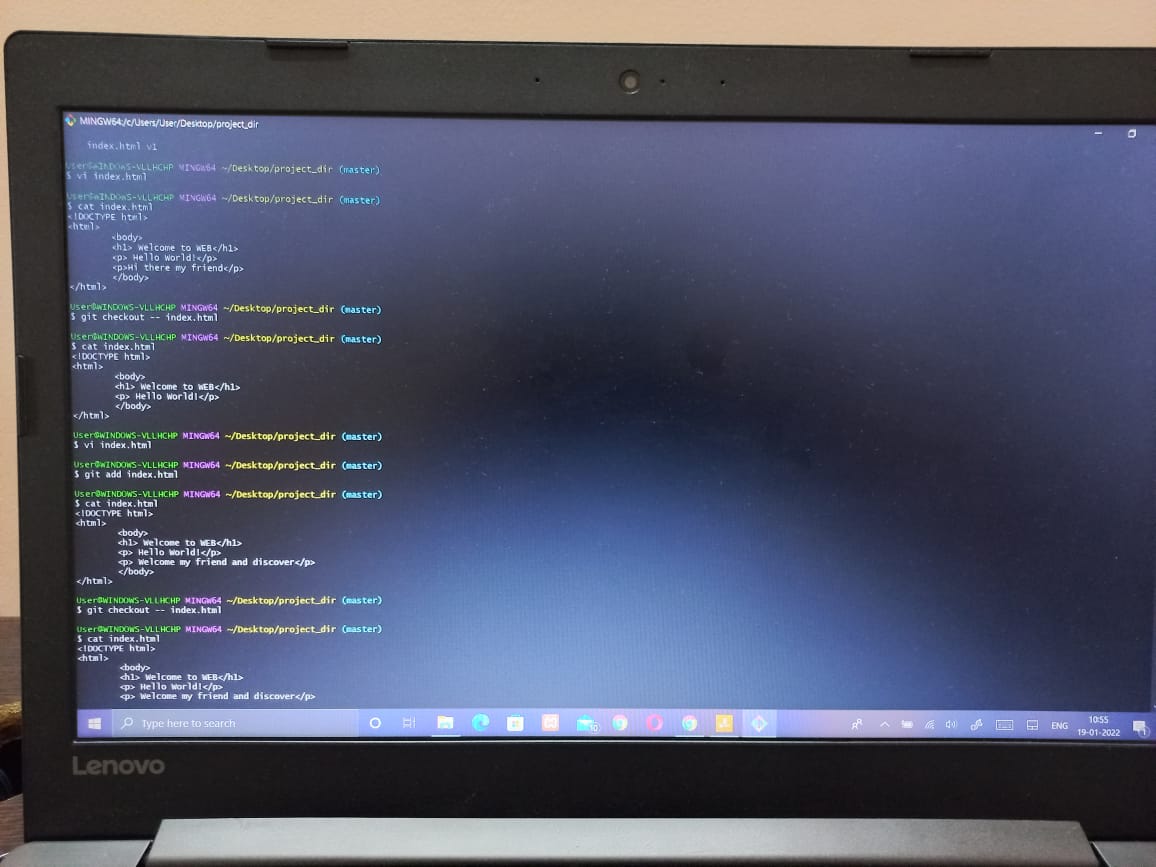 MINGW64:/c/Users/User/Desktop/project_dir
index.html v1
User@WINDOWS-VLLHCHP MINGW64 ~/Desktop/project_dir (master)
$ vi index.html
User@WINDOWS-VLLHCHP MINGW64 ~/Desktop/project_dir (master)
$ cat index.html
<!DOCTYPE html>
<html>
<body>
<h1> Welcome to WEB</h1>
<p> Hello World!</p>
<p>Hi there my friend</p>
</body>
</html>
User@WINDOWS-VLLHCHP MINGW64 ~/Desktop/project_dir (master)
$ git checkout -- index.html
User@WINDOWS-VLLHCHP MINGW64 ~/Desktop/project_dir (master)
$ cat index.html
<!DOCTYPE html>
<html>
<body>
<h1> Welcome to WEB</h1>
<p> Hello World!</p>
</body>
</html>
User@WINDOWS-VLLHCHP MINGW64 ~/Desktop/project_dir (master)
$ vi index.html
User@WINDOWS-VLLHCHP MINGW64 ~/Desktop/project_dir (master)
$ git add index.html
User@WINDOWS-VLLHCHP MINGW64 ~/Desktop/project_dir (master)
$ cat index.html
<!DOCTYPE html>
<html>
<body>
<h1> Welcome to WEB</h1>
<p> Hello World!</p>
<p> Welcome my friend and discover</p>
</body>
</html>
User@WINDOWS-VLLHCHP MINGW64 ~/Desktop/project_dir (master)
$ git checkout -- index.html
User@WINDOWS-VLLHCHP MINGW64 ~/Desktop/project_dir (master)
$ cat index.html
<!DOCTYPE html>
<html>
<body>
<h1> Welcome to WEB</h1>
<p> Hello World!</p>
<p> Welcome my friend and discover</p>
Type here to search
ENG
10:55
19-01-2022
Lenovo